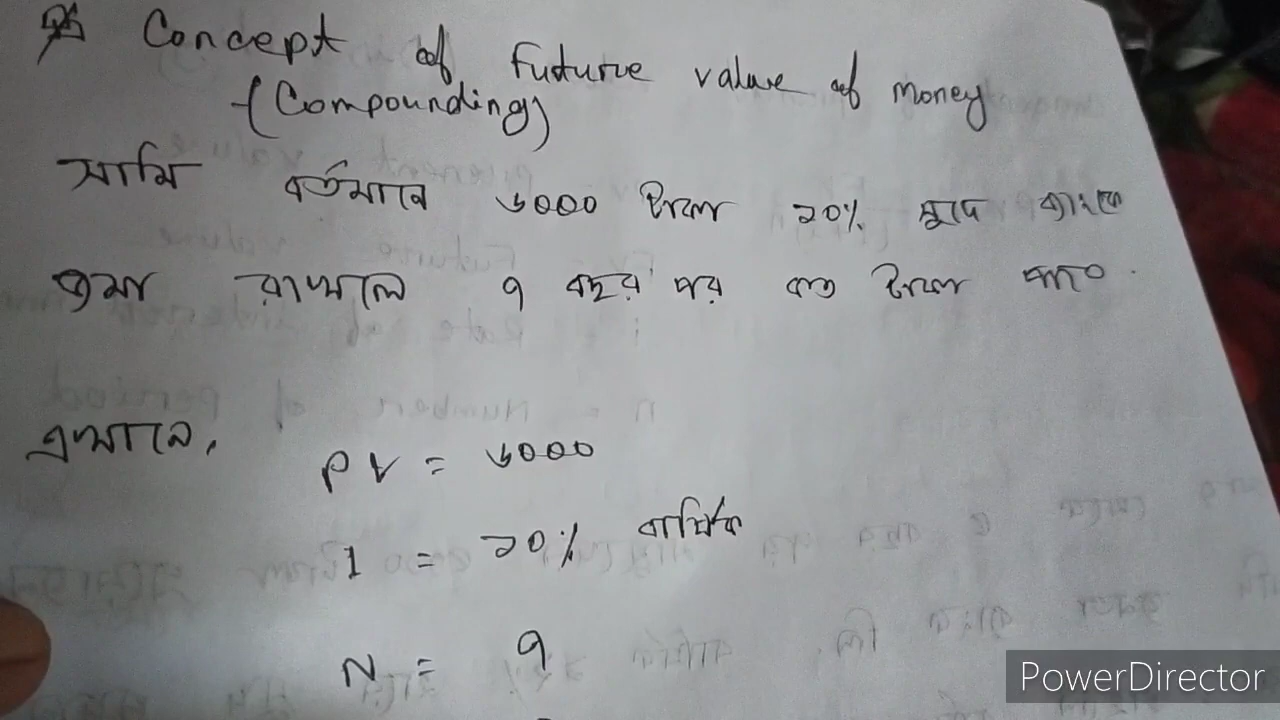 Concept of Future value of money
(Compounding)
আমি বর্তমানে ৬০০০ টাকা ২০% সুদে ব্যাংকে
জমা রাখলে ৭ বছর পর কত টাকা পাব.
এখানে,
PV = ৬০০০
I = ২০% বার্ষিক
N = ৭
PowerDirector